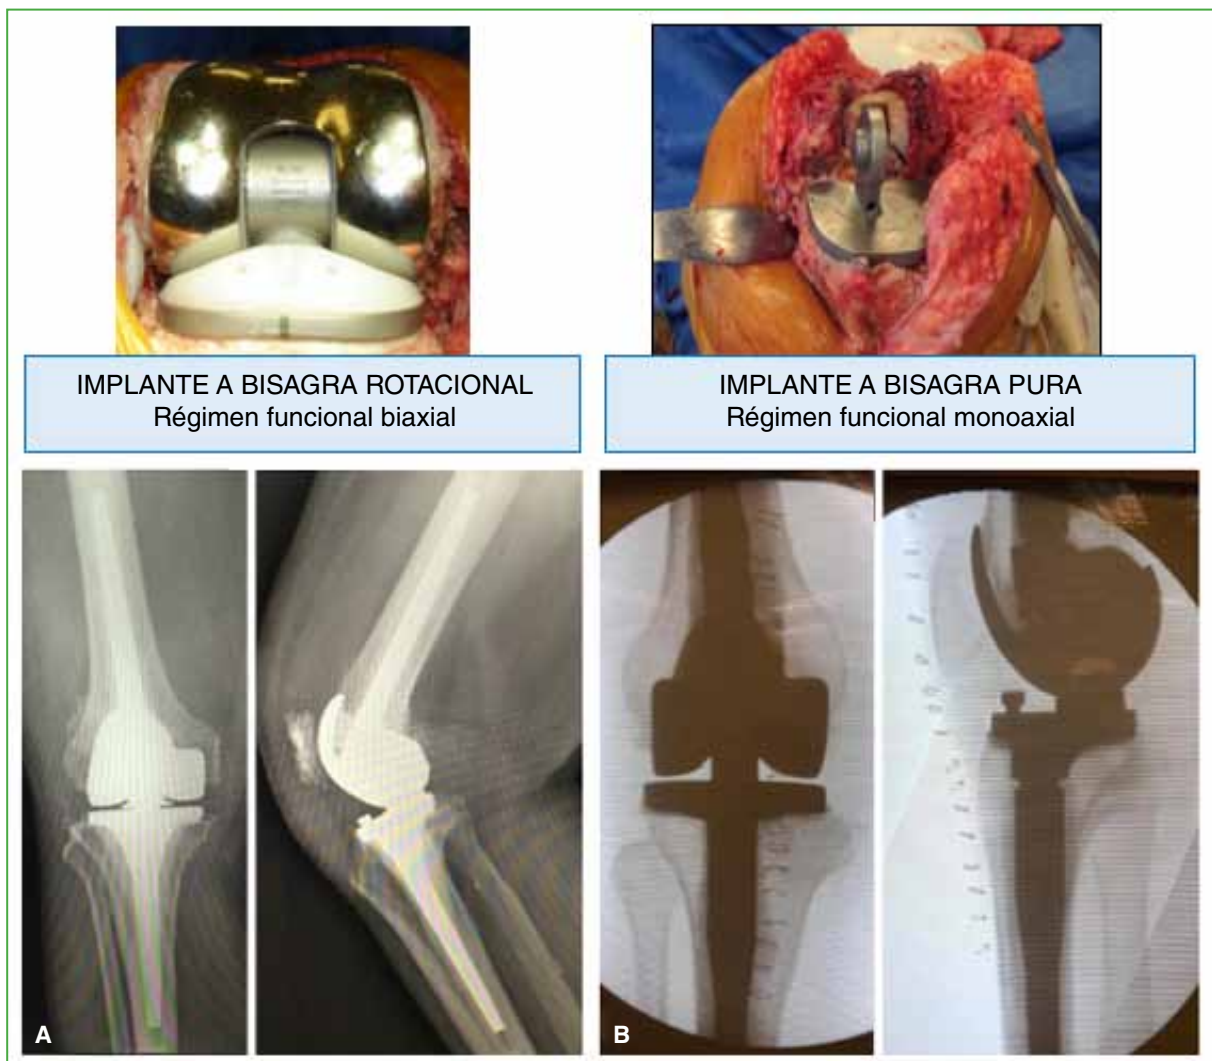 IMPLANTE A BISAGRA ROTACIONAL
Régimen funcional biaxial
IMPLANTE A BISAGRA PURA
Régimen funcional monoaxial
A
B